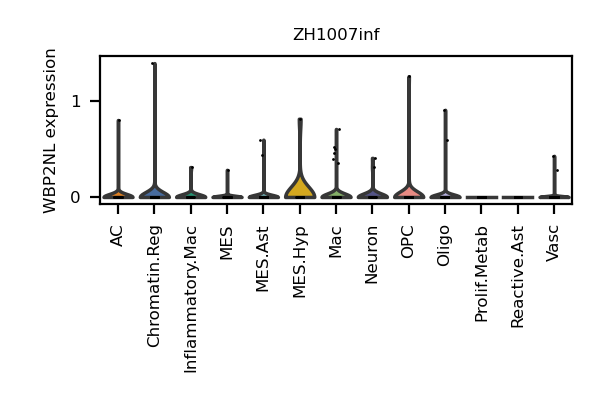 ZH1007inf
WBP2NL expression
1
0
AC
Chromatin.Reg
Inflammatory.Mac
MES
MES.Ast
MES.Hyp
Mac
Neuron
OPC
Oligo
Prolif.Metab
Reactive.Ast
Vasc